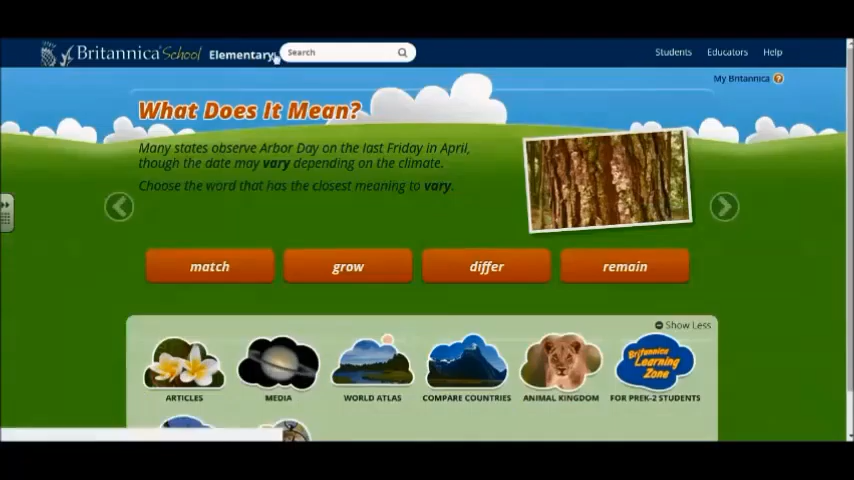 Britannica School Elementary Search Students Educators Help
My Britannica ?
What Does It Mean?
Many states observe Arbor Day on the last Friday in April,
though the date may vary depending on the climate.
Choose the word that has the closest meaning to vary.
match grow differ remain
Show Less
Britannica
Learning
Zone
ARTICLES MEDIA WORLD ATLAS COMPARE COUNTRIES ANIMAL KINGDOM FOR PREK-2 STUDENTS